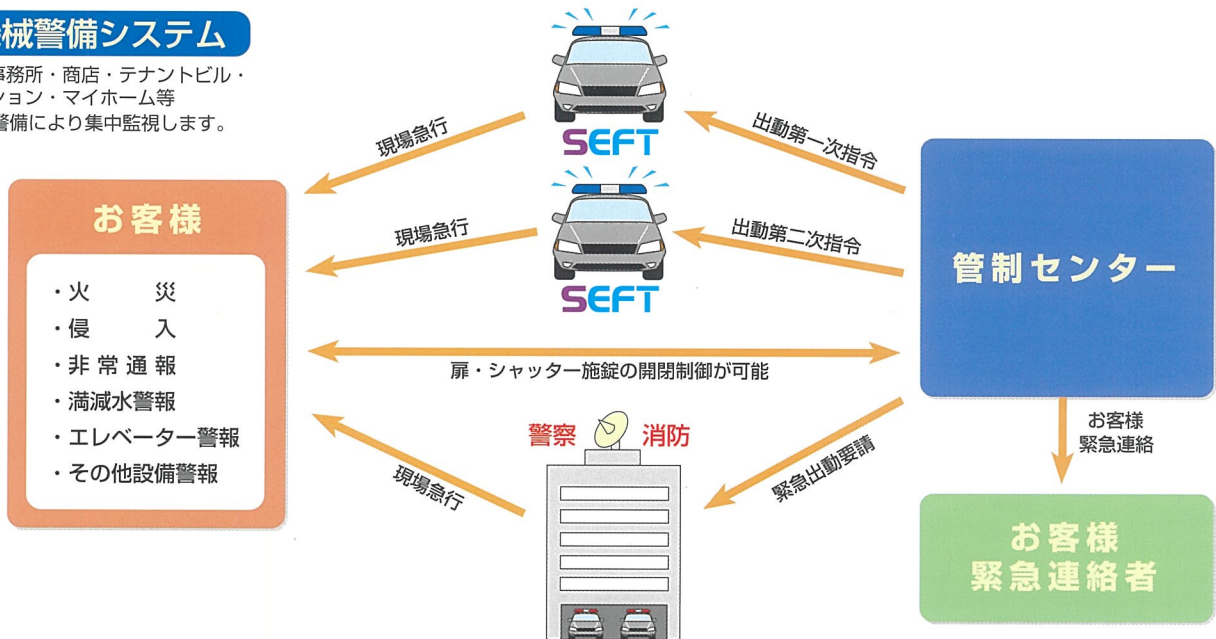 械警備システム
事務所・商店・テナントビル・
ション・マイホーム等
警備により集中監視します。
お客様
・火　　災
・侵　　入
・非常通報
・満減水警報
・エレベーター警報
・その他設備警報
現場急行
SEFT
出動第一次指令
現場急行
SEFT
出動第二次指令
管制センター
扉・シャッター施錠の開閉制御が可能
警察
消防
現場急行
緊急出動要請
お客様
緊急連絡
お客様
緊急連絡者